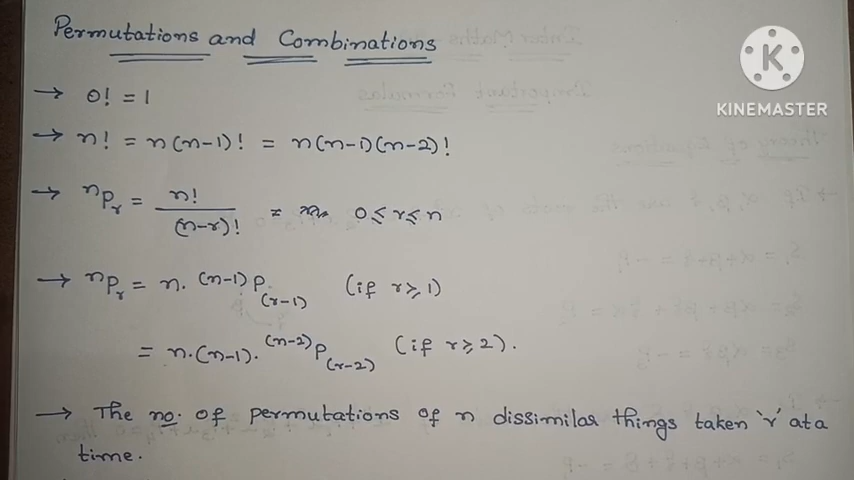 Permutations and Combinations
KINEMASTER
→ 0! = 1
→ n! = n(n-1)! = n(n-1)(n-2)!
→ ⁿPᵣ = n! / (n-r)! = 0 ≤ r ≤ n
→ ⁿPᵣ = n. ⁽ⁿ⁻¹⁾P₍ᵣ₋₁₎ (if r ≥ 1)
= n.(n-1). ⁽ⁿ⁻²⁾P₍ᵣ₋₂₎ (if r ≥ 2).
→ The no. of permutations of n dissimilar things taken 'r' at a
time.